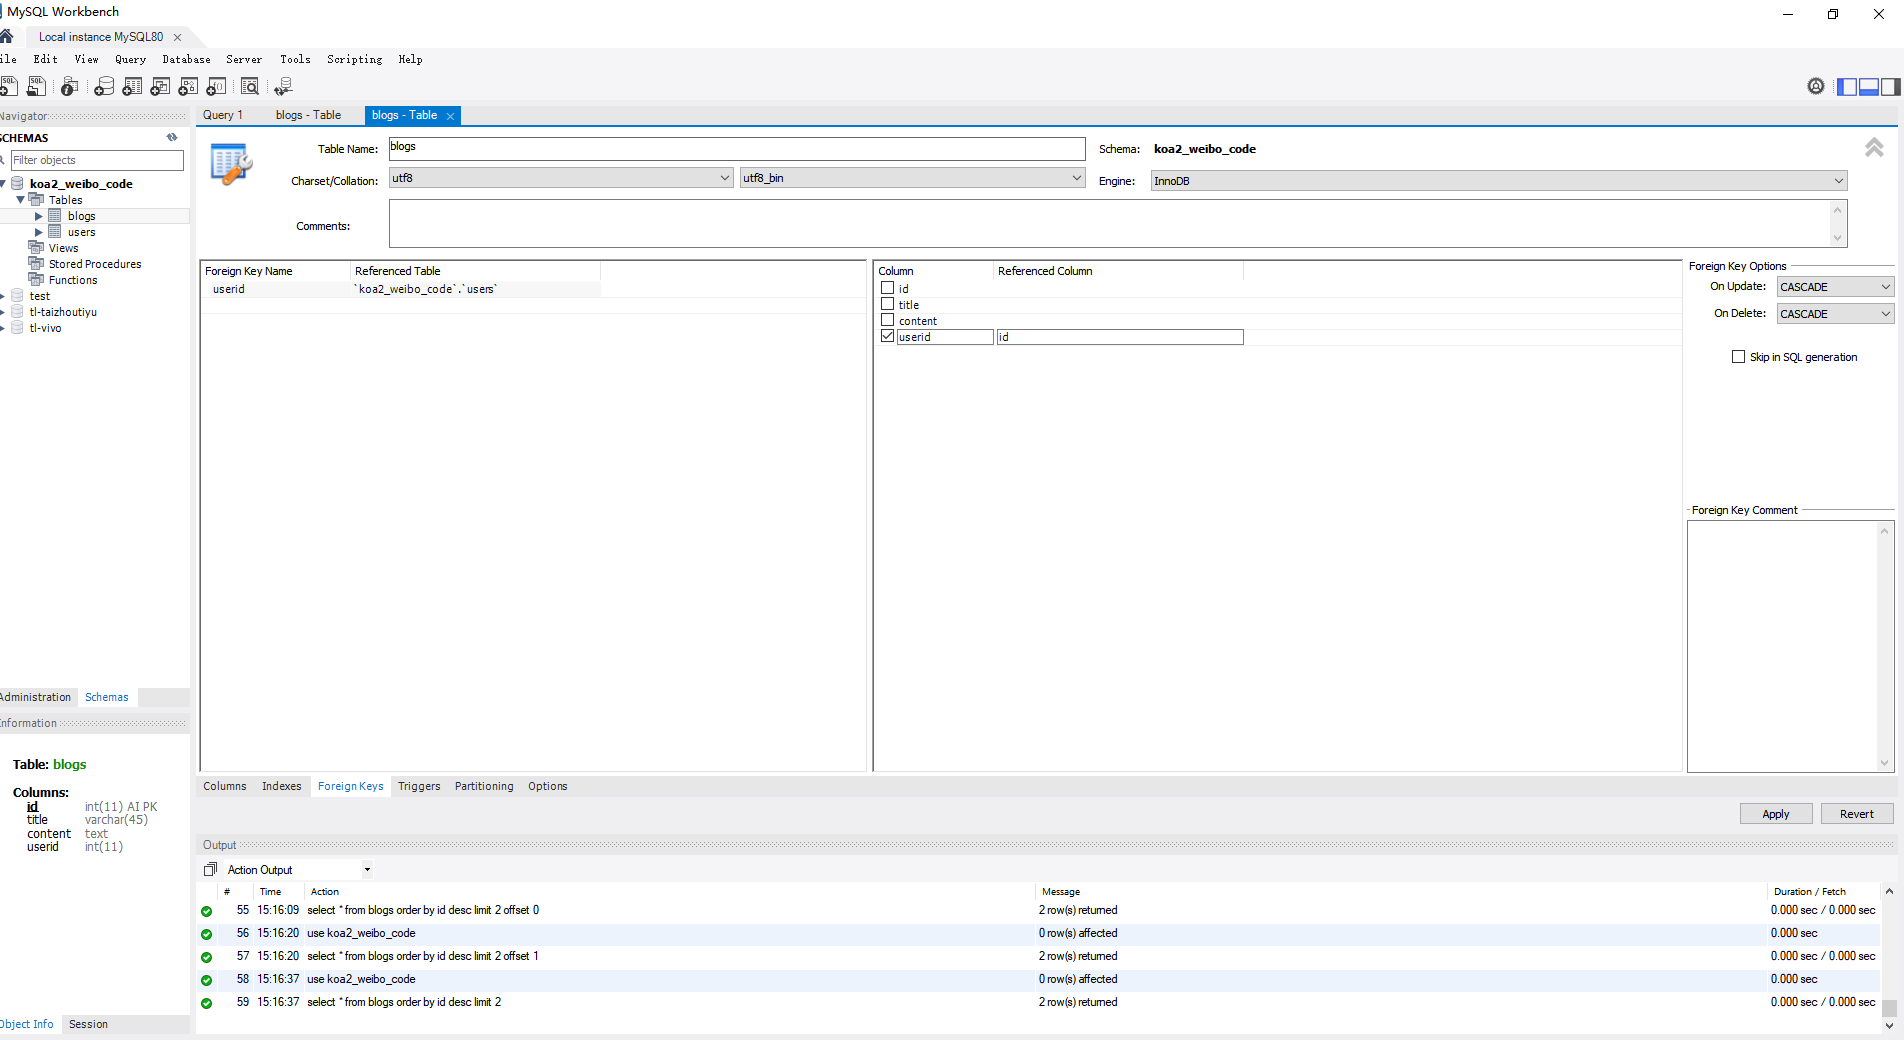 MySQL Workbench
Local instance MySQL80
ile Edit View Query Database Server Tools Scripting Help
Navigator
SCHEMAS
Filter objects
koa2_weibo_code
Tables
blogs
users
Views
Stored Procedures
Functions
test
tl-taizhoutiyu
tl-vivo
Administration Schemas
Information
Table: blogs
Columns:
id int(11) AI PK
title varchar(45)
content text
userid int(11)
Object Info Session
Query 1 blogs - Table blogs - Table
Table Name: blogs Schema: koa2_weibo_code
Charset/Collation: utf8 utf8_bin Engine: InnoDB
Comments:
Foreign Key Name Referenced Table
userid `koa2_weibo_code`.`users`
Column Referenced Column
id
title
content
userid id
Foreign Key Options
On Update: CASCADE
On Delete: CASCADE
Skip in SQL generation
Foreign Key Comment
Columns Indexes Foreign Keys Triggers Partitioning Options
Apply Revert
Output
Action Output
# Time Action Message Duration / Fetch
55 15:16:09 select * from blogs order by id desc limit 2 offset 0 2 row(s) returned 0.000 sec / 0.000 sec
56 15:16:20 use koa2_weibo_code 0 row(s) affected 0.000 sec
57 15:16:20 select * from blogs order by id desc limit 2 offset 1 2 row(s) returned 0.000 sec / 0.000 sec
58 15:16:37 use koa2_weibo_code 0 row(s) affected 0.000 sec
59 15:16:37 select * from blogs order by id desc limit 2 2 row(s) returned 0.000 sec / 0.000 sec